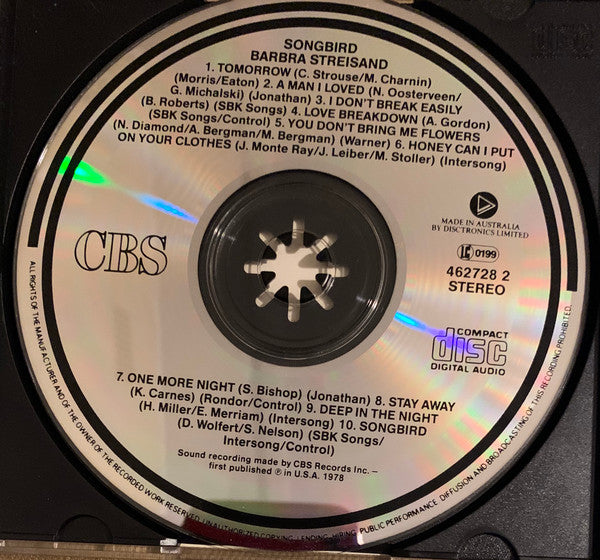 SONGBIRD
BARBRA STREISAND
1. TOMORROW (C. Strouse/M. Charnin)
(Morris/Eaton) 2. A MAN I LOVED (N. Oosterveen/
G. Michalski) (Jonathan) 3. I DON'T BREAK EASILY
(B. Roberts) (SBK Songs) 4. LOVE BREAKDOWN (A. Gordon)
(SBK Songs/Control) 5. YOU DON'T BRING ME FLOWERS
(N. Diamond/A. Bergman/M. Bergman) (Warner) 6. HONEY CAN I PUT
ON YOUR CLOTHES (J. Monte Ray/J. Leiber/M. Stoller) (Intersong)
CBS
MADE IN AUSTRALIA
BY DISCTRONICS LIMITED
0199
462728 2
STEREO
COMPACT
disc
DIGITAL AUDIO
7. ONE MORE NIGHT (S. Bishop) (Jonathan) 8. STAY AWAY
(K. Carnes) (Rondor/Control) 9. DEEP IN THE NIGHT
(H. Miller/E. Merriam) (Intersong) 10. SONGBIRD
(D. Wolfert/S. Nelson) (SBK Songs/
Intersong/Control)
Sound recording made by CBS Records Inc. –
first published ℗ in U.S.A. 1978
ALL RIGHTS OF THE MANUFACTURER AND OF THE OWNER OF THE RECORDED WORK RESERVED. UNAUTHORIZED COPYING, LENDING, HIRING, PUBLIC PERFORMANCE, DIFFUSION AND BROADCASTING OF THIS RECORDING PROHIBITED.